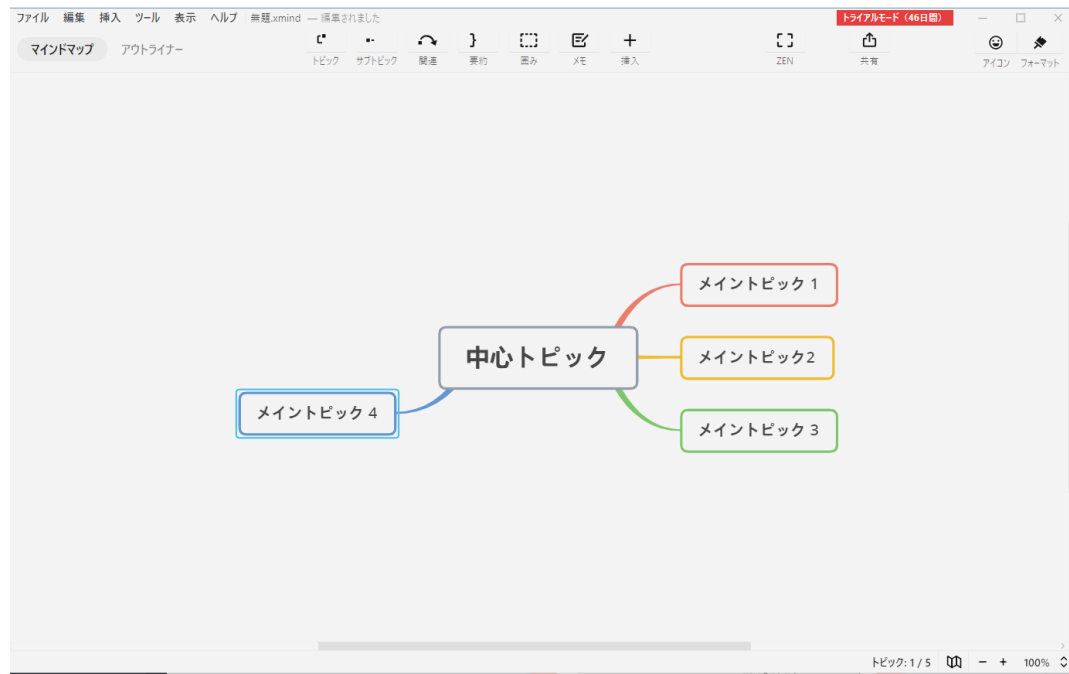 ファイル 編集 挿入 ツール 表示 ヘルプ 無題.xmind — 編集されました トライアルモード（46日間）
マインドマップ アウトライナー
トピック サブトピック 関連 要約 囲み メモ 挿入 ZEN 共有 アイコン フォーマット
メイントピック 1
中心トピック
メイントピック2
メイントピック 4
メイントピック 3
トピック: 1 / 5 100%